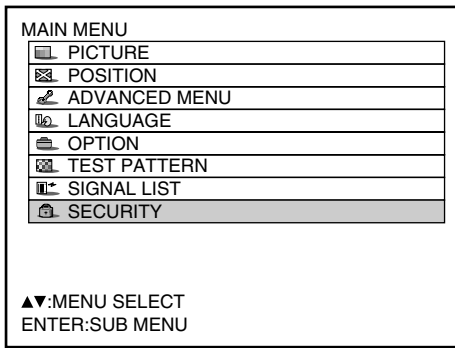 MAIN MENU
PICTURE
POSITION
ADVANCED MENU
LANGUAGE
OPTION
TEST PATTERN
SIGNAL LIST
SECURITY
▲▼:MENU SELECT
ENTER:SUB MENU